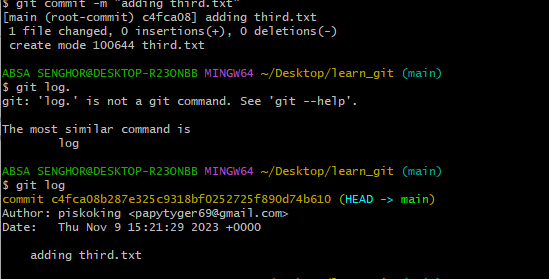 $ git commit -m "adding third.txt"
[main (root-commit) c4fca08] adding third.txt
 1 file changed, 0 insertions(+), 0 deletions(-)
 create mode 100644 third.txt
ABSA SENGHOR@DESKTOP-R23ONBB MINGW64 ~/Desktop/learn_git (main)
$ git log.
git: 'log.' is not a git command. See 'git --help'.
The most similar command is
        log
ABSA SENGHOR@DESKTOP-R23ONBB MINGW64 ~/Desktop/learn_git (main)
$ git log
commit c4fca08b287e325c9318bf0252725f890d74b610 (HEAD -> main)
Author: piskoking <papytyger69@gmail.com>
Date:   Thu Nov 9 15:21:29 2023 +0000
    adding third.txt